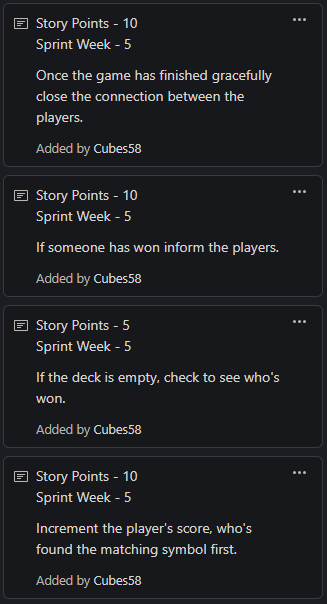 Story Points - 10
Sprint Week - 5
Once the game has finished gracefully
close the connection between the
players.
Added by Cubes58
Story Points - 10
Sprint Week - 5
If someone has won inform the players.
Added by Cubes58
Story Points - 5
Sprint Week - 5
If the deck is empty, check to see who's
won.
Added by Cubes58
Story Points - 10
Sprint Week - 5
Increment the player's score, who's
found the matching symbol first.
Added by Cubes58